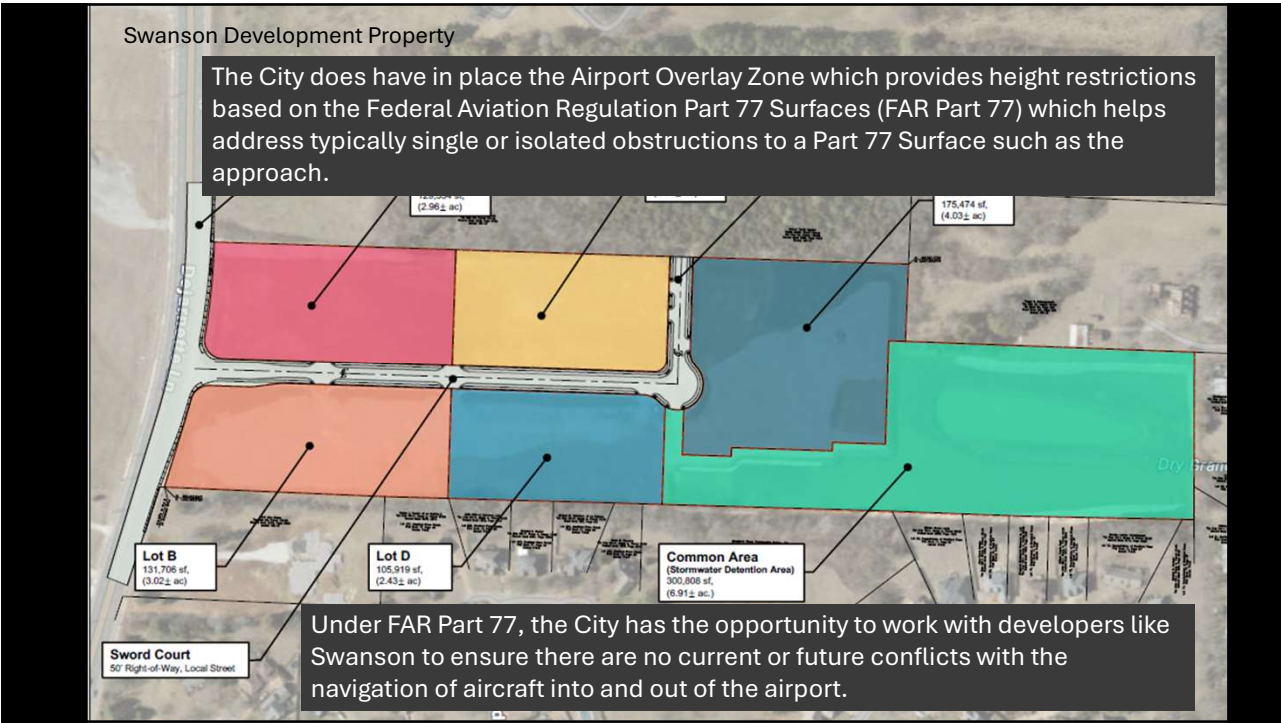 Swanson Development Property
The City does have in place the Airport Overlay Zone which provides height restrictions
based on the Federal Aviation Regulation Part 77 Surfaces (FAR Part 77) which helps
address typically single or isolated obstructions to a Part 77 Surface such as the
approach.
(2.96± ac)
175,474 sf,
(4.03± ac)
Lot B
131,706 sf,
(3.02± ac)
Lot D
105,919 sf,
(2.43± ac)
Common Area
(Stormwater Detention Area)
300,808 sf,
(6.91± ac.)
Sword Court
50' Right-of-Way, Local Street
Under FAR Part 77, the City has the opportunity to work with developers like
Swanson to ensure there are no current or future conflicts with the
navigation of aircraft into and out of the airport.